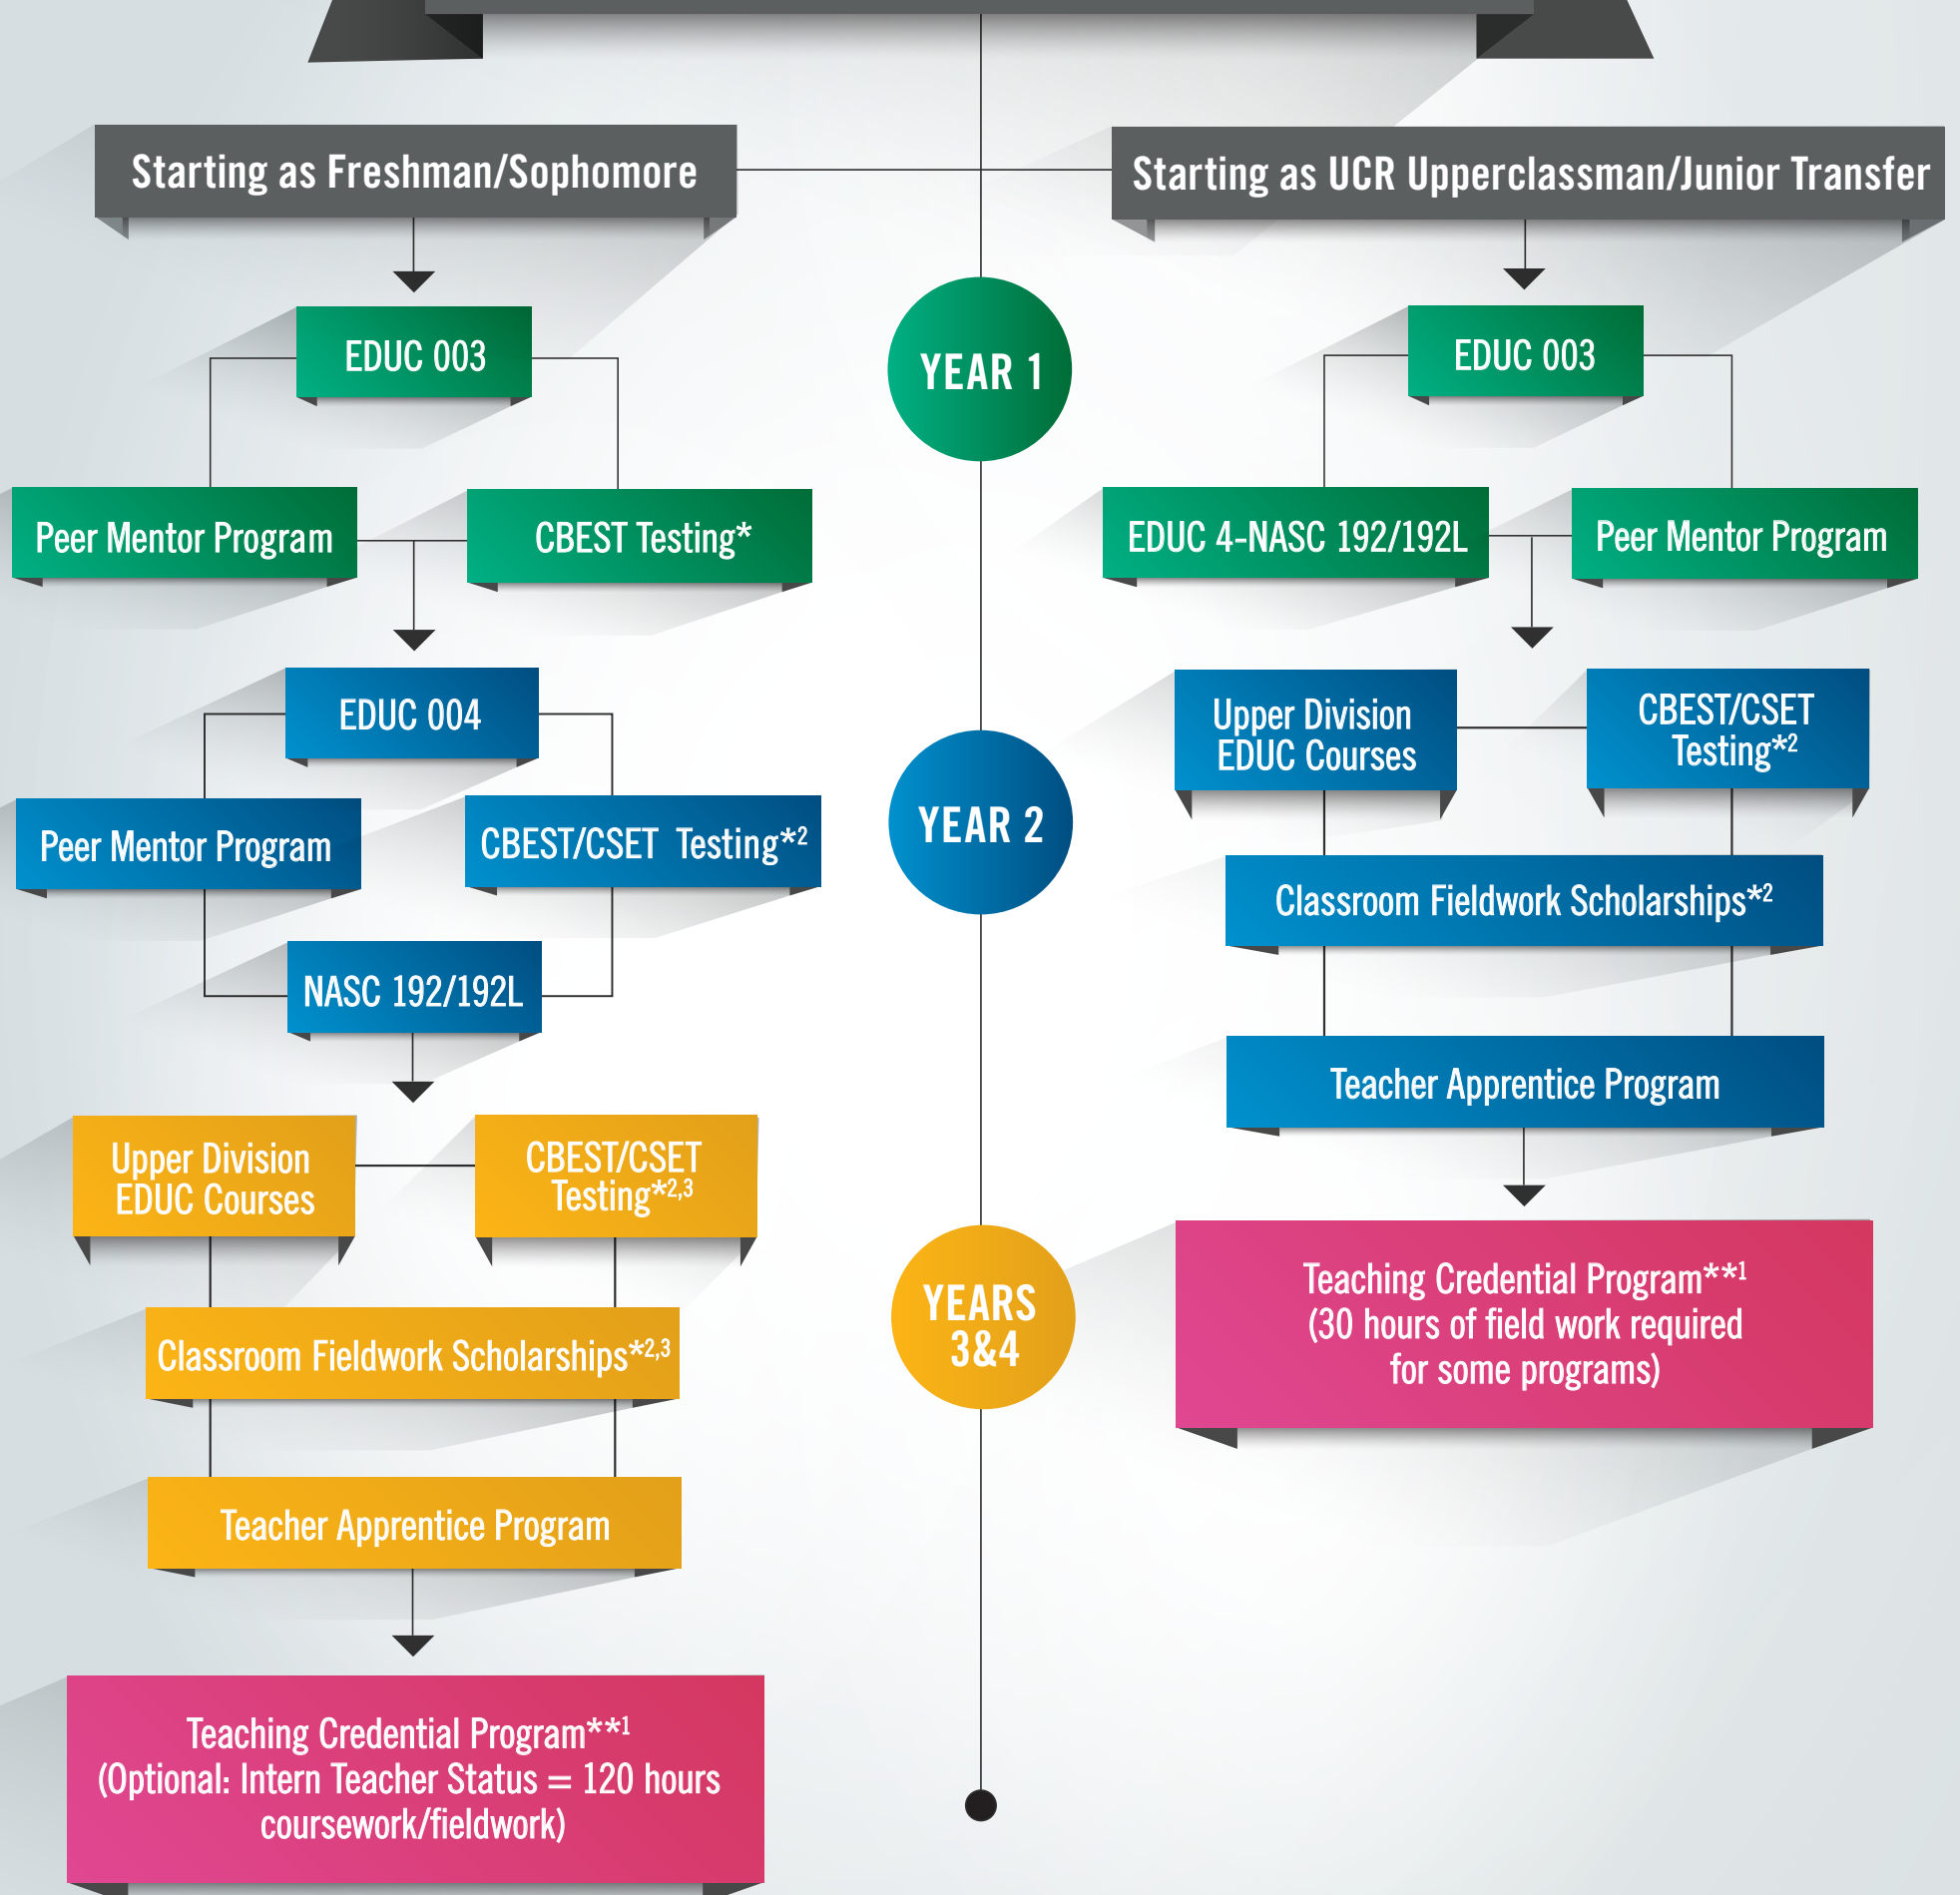 Starting as Freshman/Sophomore
EDUC 003
Peer Mentor Program
CBEST Testing*
EDUC 004
Peer Mentor Program
CBEST/CSET Testing*2
NASC 192/192L
Upper Division
EDUC Courses
CBEST/CSET
Testing*2,3
Classroom Fieldwork Scholarships*2,3
Teacher Apprentice Program
Teaching Credential Program**1
(Optional: Intern Teacher Status = 120 hours
coursework/fieldwork)
YEAR 1
YEAR 2
YEARS
3&4
Starting as UCR Upperclassman/Junior Transfer
EDUC 003
EDUC 4-NASC 192/192L
Peer Mentor Program
Upper Division
EDUC Courses
CBEST/CSET
Testing*2
Classroom Fieldwork Scholarships*2
Teacher Apprentice Program
Teaching Credential Program**1
(30 hours of field work required
for some programs)